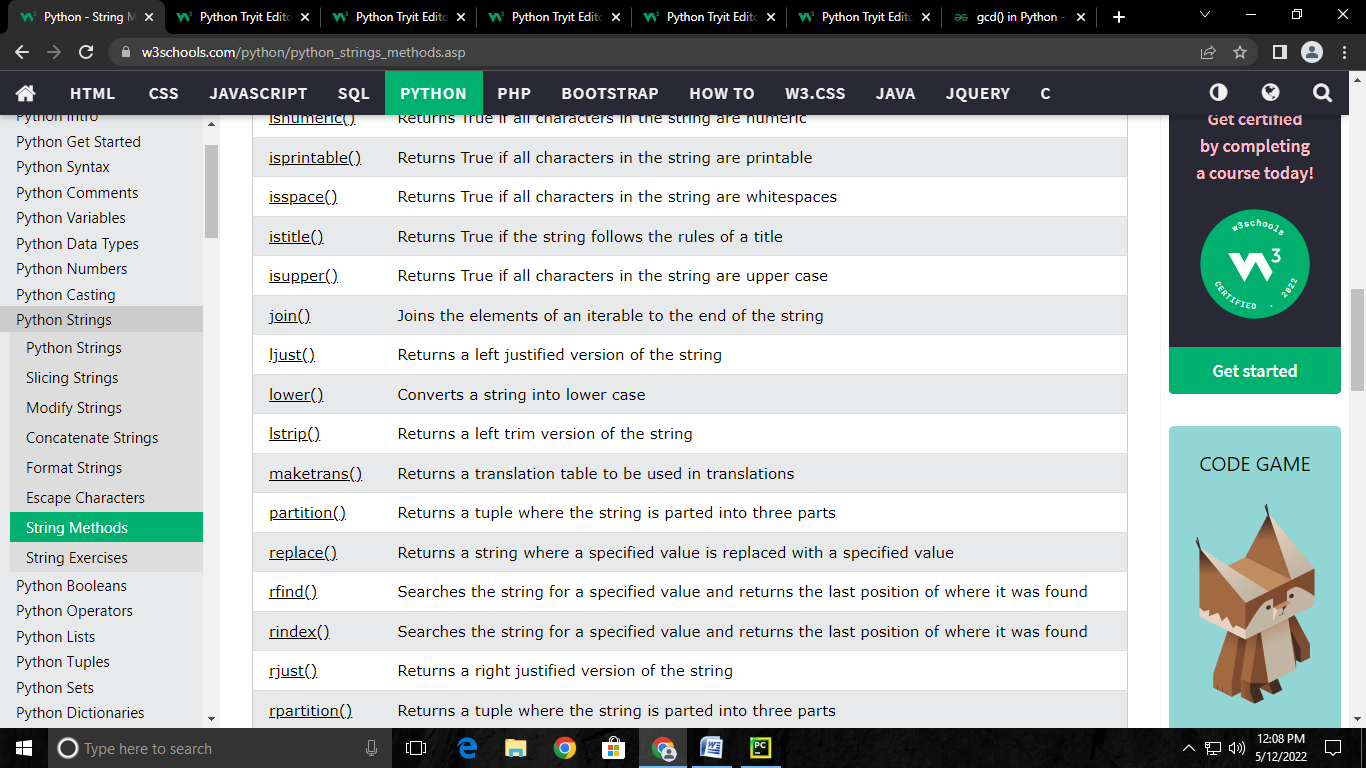 Python - String M
Python Tryit Edito
Python Tryit Edito
Python Tryit Edito
Python Tryit Edito
Python Tryit Edito
gcd() in Python -
w3schools.com/python/python_strings_methods.asp
HTML CSS JAVASCRIPT SQL PYTHON PHP BOOTSTRAP HOW TO W3.CSS JAVA JQUERY C
Python Intro
Python Get Started
Python Syntax
Python Comments
Python Variables
Python Data Types
Python Numbers
Python Casting
Python Strings
Python Strings
Slicing Strings
Modify Strings
Concatenate Strings
Format Strings
Escape Characters
String Methods
String Exercises
Python Booleans
Python Operators
Python Lists
Python Tuples
Python Sets
Python Dictionaries
isnumeric() Returns True if all characters in the string are numeric
isprintable() Returns True if all characters in the string are printable
isspace() Returns True if all characters in the string are whitespaces
istitle() Returns True if the string follows the rules of a title
isupper() Returns True if all characters in the string are upper case
join() Joins the elements of an iterable to the end of the string
ljust() Returns a left justified version of the string
lower() Converts a string into lower case
lstrip() Returns a left trim version of the string
maketrans() Returns a translation table to be used in translations
partition() Returns a tuple where the string is parted into three parts
replace() Returns a string where a specified value is replaced with a specified value
rfind() Searches the string for a specified value and returns the last position of where it was found
rindex() Searches the string for a specified value and returns the last position of where it was found
rjust() Returns a right justified version of the string
rpartition() Returns a tuple where the string is parted into three parts
Get certified
by completing
a course today!
w3schools
3
CERTIFIED . 2022
Get started
CODE GAME
Type here to search
W
PC
12:08 PM
5/12/2022